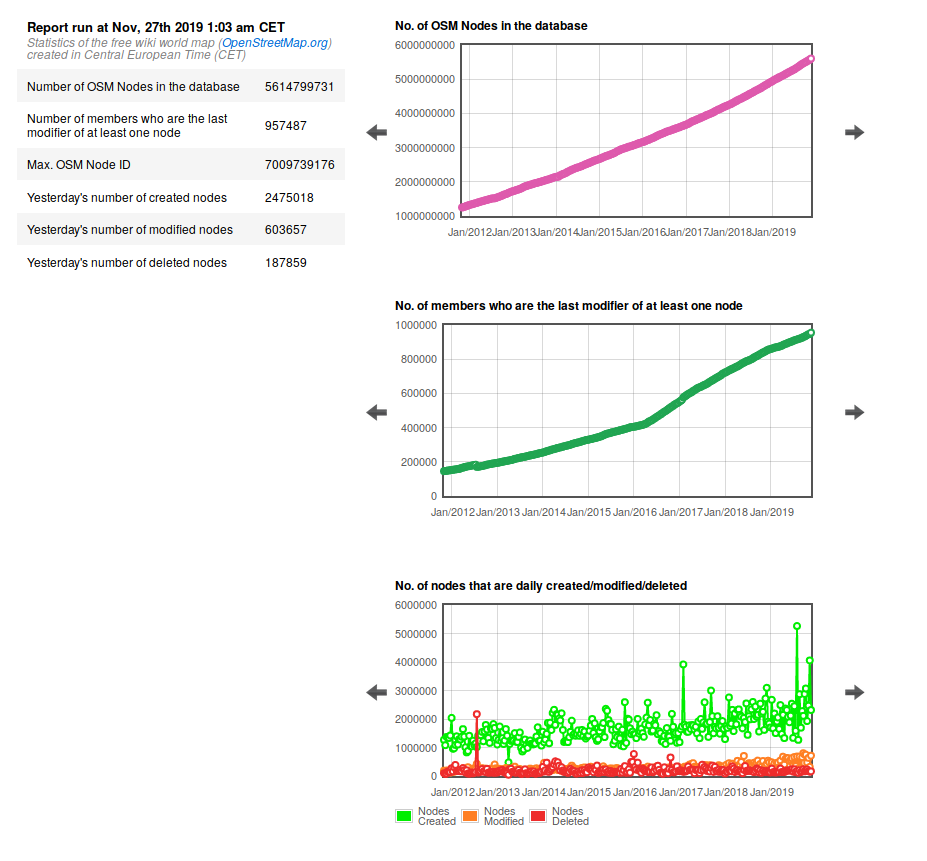 Report run at Nov, 27th 2019 1:03 am CET
Statistics of the free wiki world map (OpenStreetMap.org)
created in Central European Time (CET)
Number of OSM Nodes in the database 5614799731
Number of members who are the last
modifier of at least one node 957487
Max. OSM Node ID 7009739176
Yesterday's number of created nodes 2475018
Yesterday's number of modified nodes 603657
Yesterday's number of deleted nodes 187859
No. of OSM Nodes in the database
6000000000
5000000000
4000000000
3000000000
2000000000
1000000000
Jan/2012 Jan/2013 Jan/2014 Jan/2015 Jan/2016 Jan/2017 Jan/2018 Jan/2019
No. of members who are the last modifier of at least one node
1000000
800000
600000
400000
200000
0
Jan/2012 Jan/2013 Jan/2014 Jan/2015 Jan/2016 Jan/2017 Jan/2018 Jan/2019
No. of nodes that are daily created/modified/deleted
6000000
5000000
4000000
3000000
2000000
1000000
0
Jan/2012 Jan/2013 Jan/2014 Jan/2015 Jan/2016 Jan/2017 Jan/2018 Jan/2019
Nodes Created
Nodes Modified
Nodes Deleted